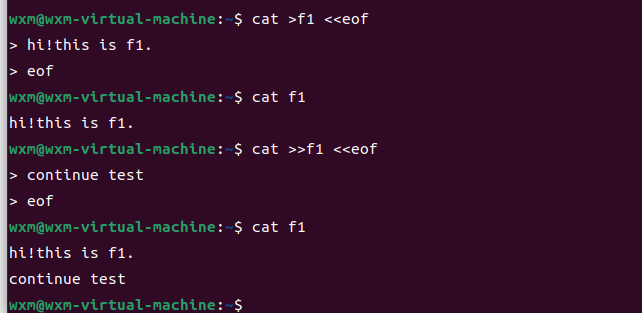 wxm@wxm-virtual-machine:~$ cat >f1 <<eof
> hi!this is f1.
> eof
wxm@wxm-virtual-machine:~$ cat f1
hi!this is f1.
wxm@wxm-virtual-machine:~$ cat >>f1 <<eof
> continue test
> eof
wxm@wxm-virtual-machine:~$ cat f1
hi!this is f1.
continue test
wxm@wxm-virtual-machine:~$